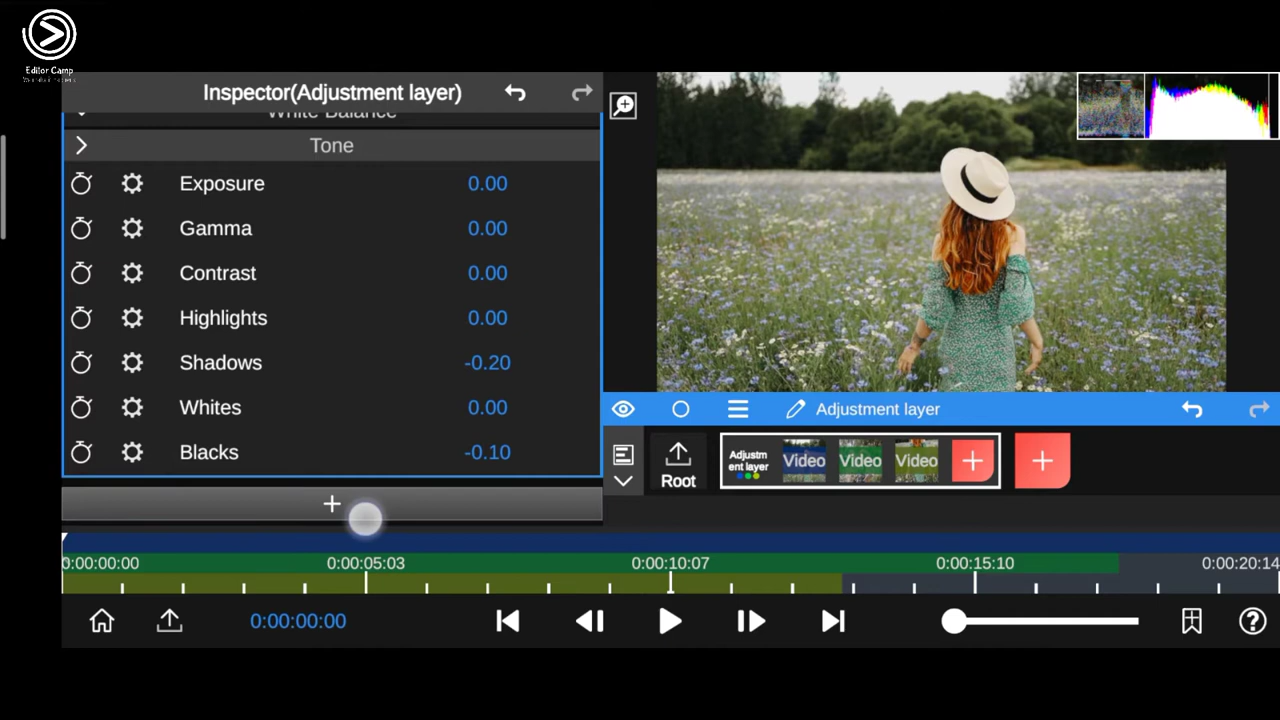 Editor Camp
Inspector(Adjustment layer)
White Balance
Tone
Exposure 0.00
Gamma 0.00
Contrast 0.00
Highlights 0.00
Shadows -0.20
Whites 0.00
Blacks -0.10
+
Adjustment layer
Root
Adjustm
ent layer
Video
Video
Video
+
+
0:00:00:00
0:00:05:03
0:00:10:07
0:00:15:10
0:00:20:14
0:00:00:00
?